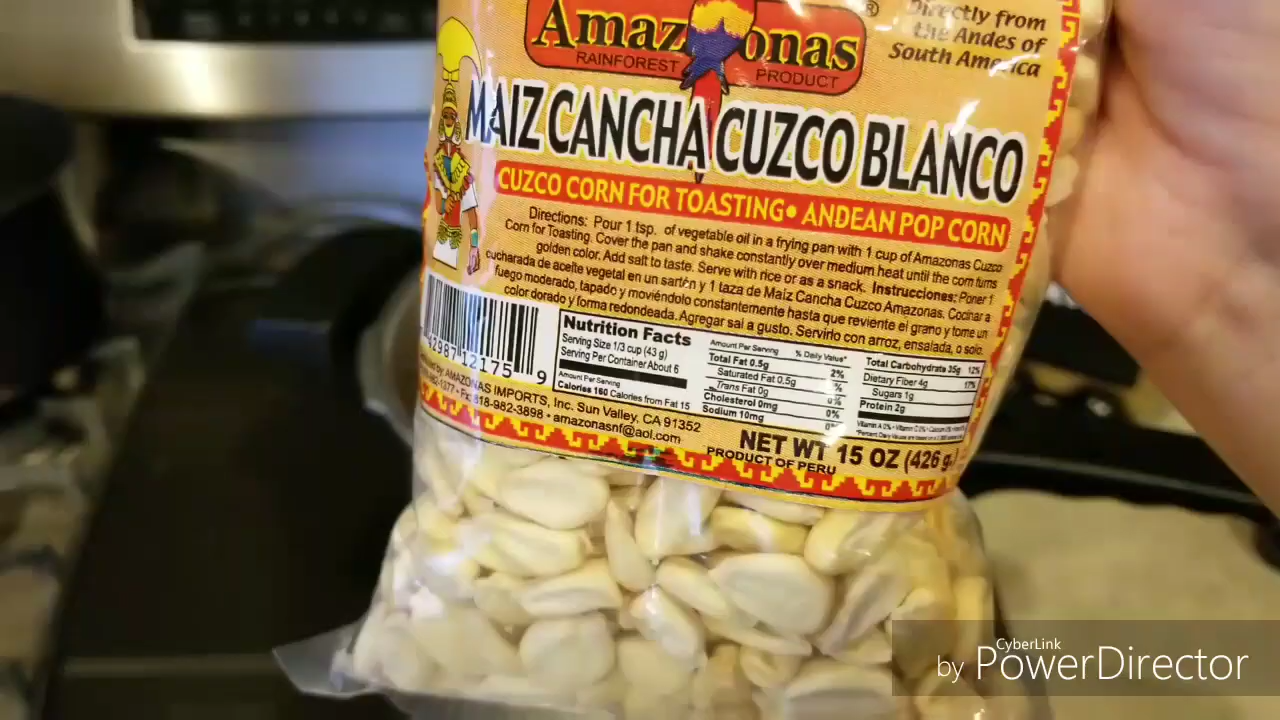 Amazonas®
RAINFOREST PRODUCT
Directly from
the Andes of
South America
MAIZ CANCHA CUZCO BLANCO
CUZCO CORN FOR TOASTING • ANDEAN POP CORN
Directions: Pour 1 tsp. of vegetable oil in a frying pan with 1 cup of Amazonas Cuzco
Corn for Toasting. Cover the pan and shake constantly over medium heat until the corn turns
golden color. Add salt to taste. Serve with rice or as a snack. Instrucciones: Poner 1
cucharada de aceite vegetal en un sartén y 1 taza de Maíz Cancha Cuzco Amazonas. Cocinar a
fuego moderado, tapado y moviéndolo constantemente hasta que reviente el grano y tome un
color dorado y forma redondeada. Agregar sal a gusto. Servirlo con arroz, ensalada, o solo.
42987 12175 9
Nutrition Facts
Serving Size 1/3 cup (43 g)
Serving Per Container About 6
Amount Per Serving
Calories 160 Calories from Fat 15
Amount Per Serving % Daily Value*
Total Fat 0.5g 2%
Saturated Fat 0.5g %
Trans Fat 0g 0%
Cholesterol 0mg 0%
Sodium 10mg 0%
Total Carbohydrate 35g 12%
Dietary Fiber 4g 17%
Sugars 1g
Protein 2g
by: AMAZONAS IMPORTS, Inc. Sun Valley, CA 91352
-1377 • Fx: 818-982-3898 • amazonasnf@aol.com
NET WT 15 OZ (426 g.)
PRODUCT OF PERU
CyberLink
by PowerDirector